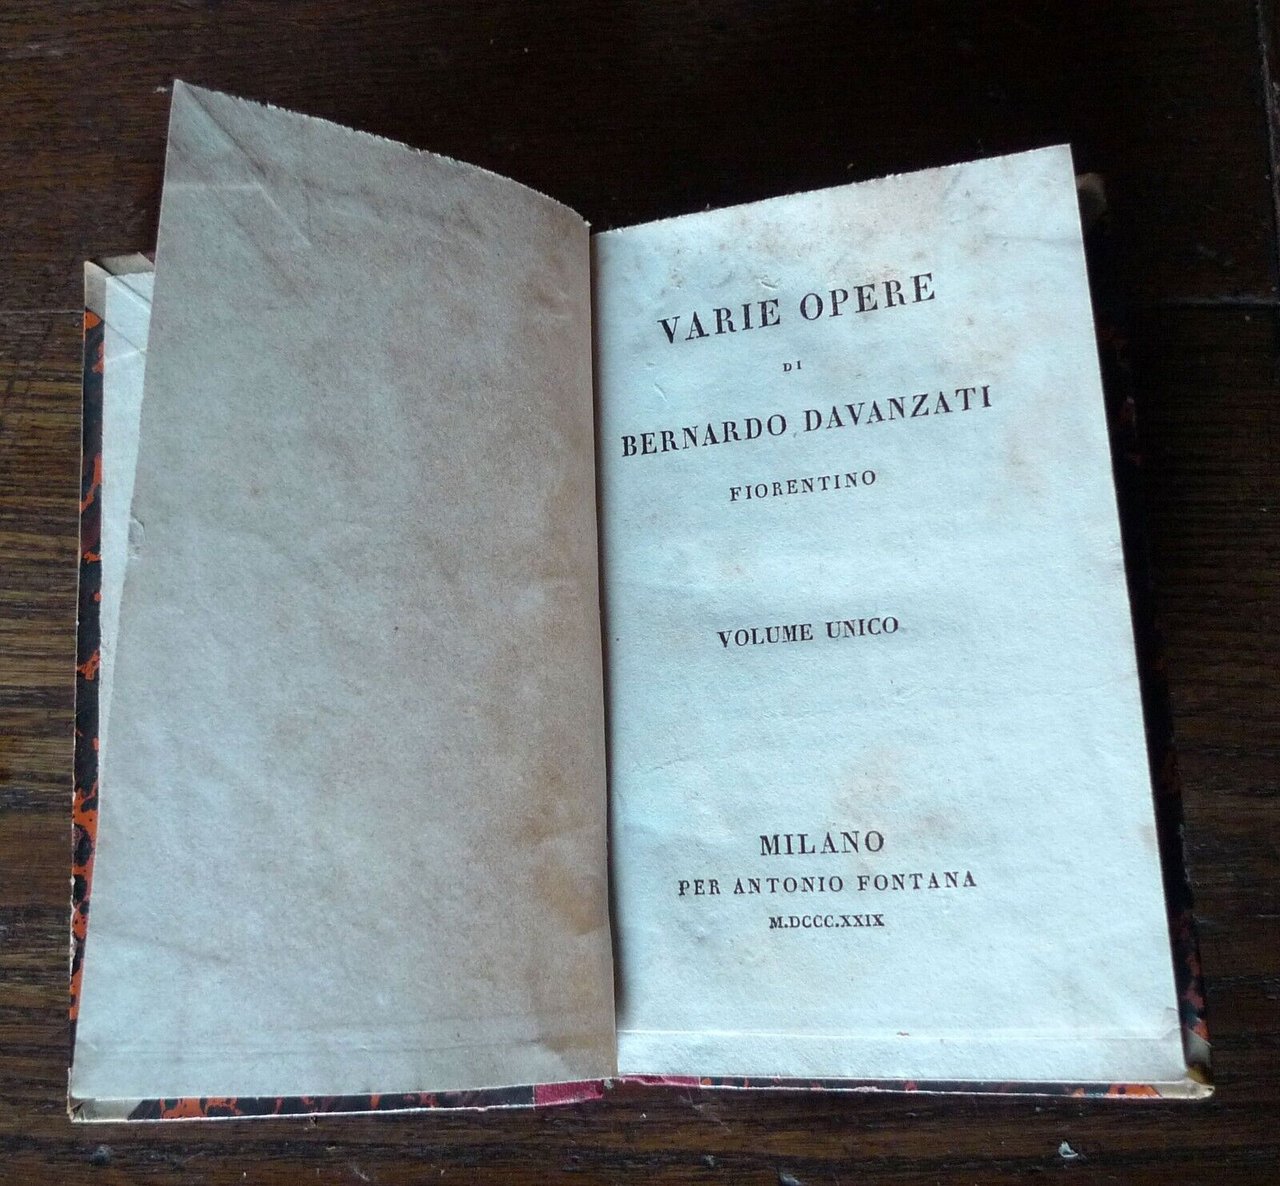 VARIE OPERE
DI
BERNARDO DAVANZATI
FIORENTINO
VOLUME UNICO
MILANO
PER ANTONIO FONTANA
M.DCCC.XXIX